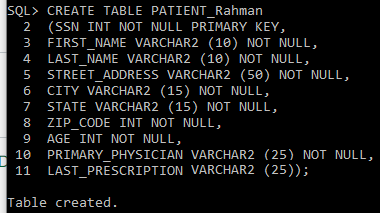 SQL> CREATE TABLE PATIENT_Rahman
2 (SSN INT NOT NULL PRIMARY KEY,
3 FIRST_NAME VARCHAR2 (10) NOT NULL,
4 LAST_NAME VARCHAR2 (10) NOT NULL,
5 STREET_ADDRESS VARCHAR2 (50) NOT NULL,
6 CITY VARCHAR2 (15) NOT NULL,
7 STATE VARCHAR2 (15) NOT NULL,
8 ZIP_CODE INT NOT NULL,
9 AGE INT NOT NULL,
10 PRIMARY_PHYSICIAN VARCHAR2 (25) NOT NULL,
11 LAST_PRESCRIPTION VARCHAR2 (25));
Table created.